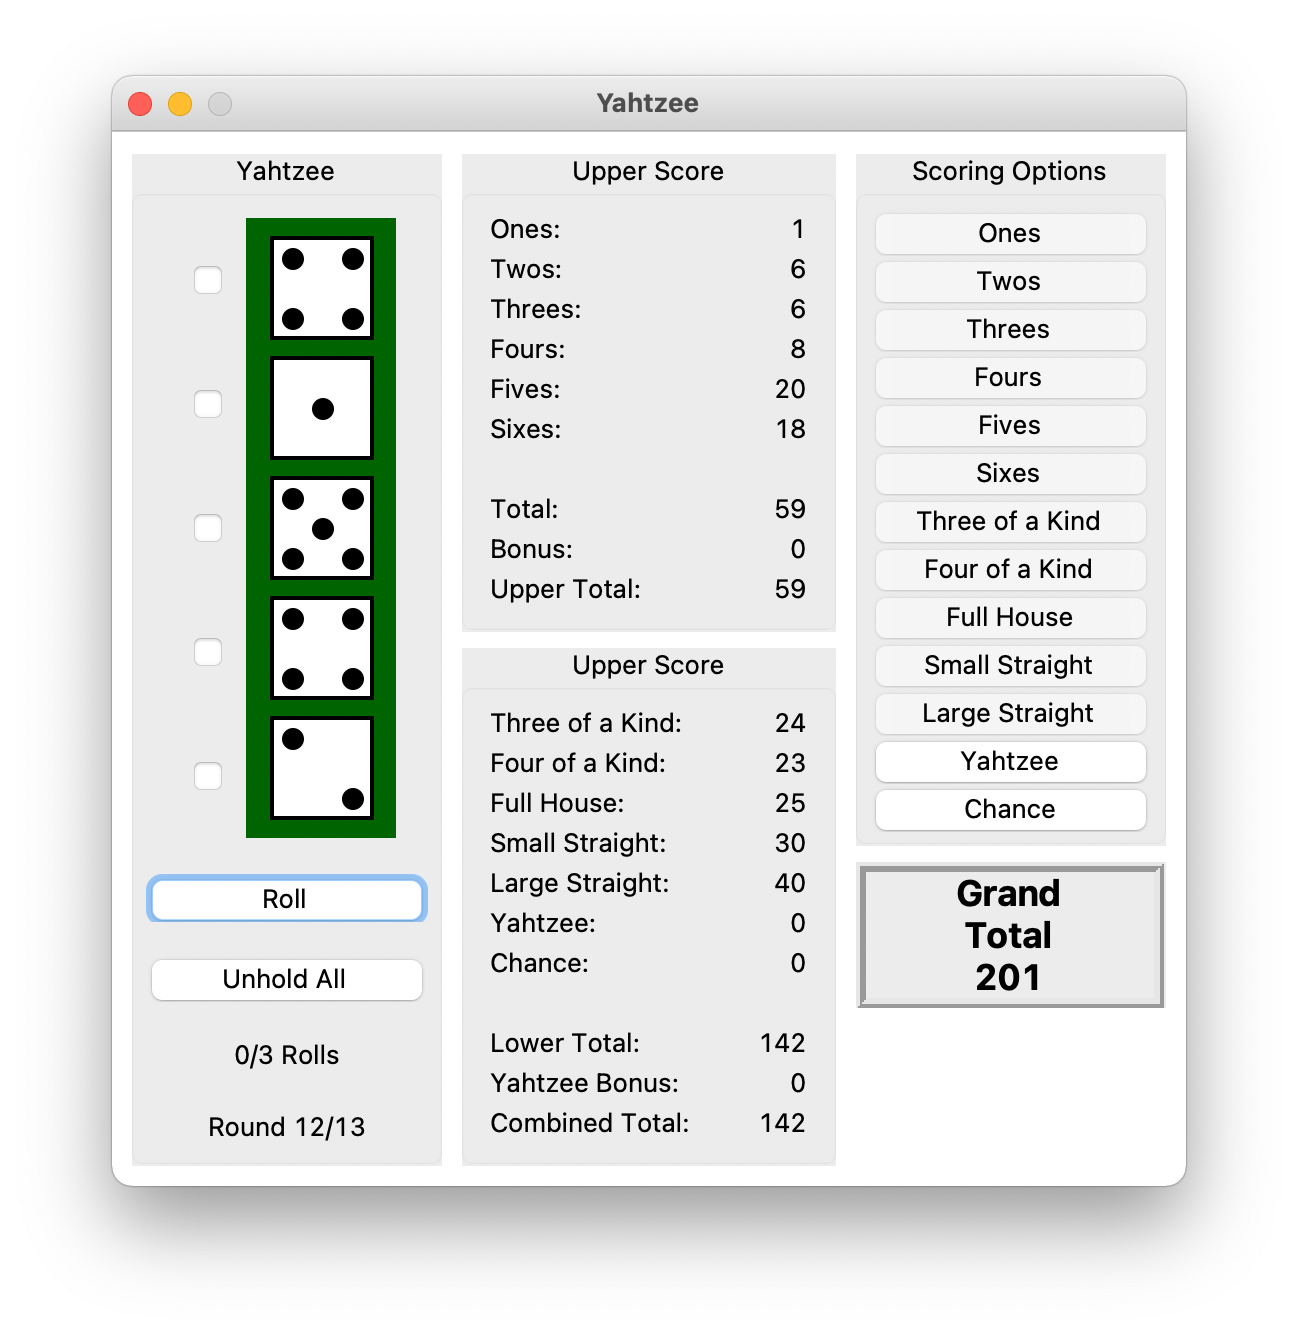 Yahtzee
Yahtzee
Roll
Unhold All
0/3 Rolls
Round 12/13
Upper Score
Ones: 1
Twos: 6
Threes: 6
Fours: 8
Fives: 20
Sixes: 18
Total: 59
Bonus: 0
Upper Total: 59
Upper Score
Three of a Kind: 24
Four of a Kind: 23
Full House: 25
Small Straight: 30
Large Straight: 40
Yahtzee: 0
Chance: 0
Lower Total: 142
Yahtzee Bonus: 0
Combined Total: 142
Scoring Options
Ones
Twos
Threes
Fours
Fives
Sixes
Three of a Kind
Four of a Kind
Full House
Small Straight
Large Straight
Yahtzee
Chance
Grand
Total
201